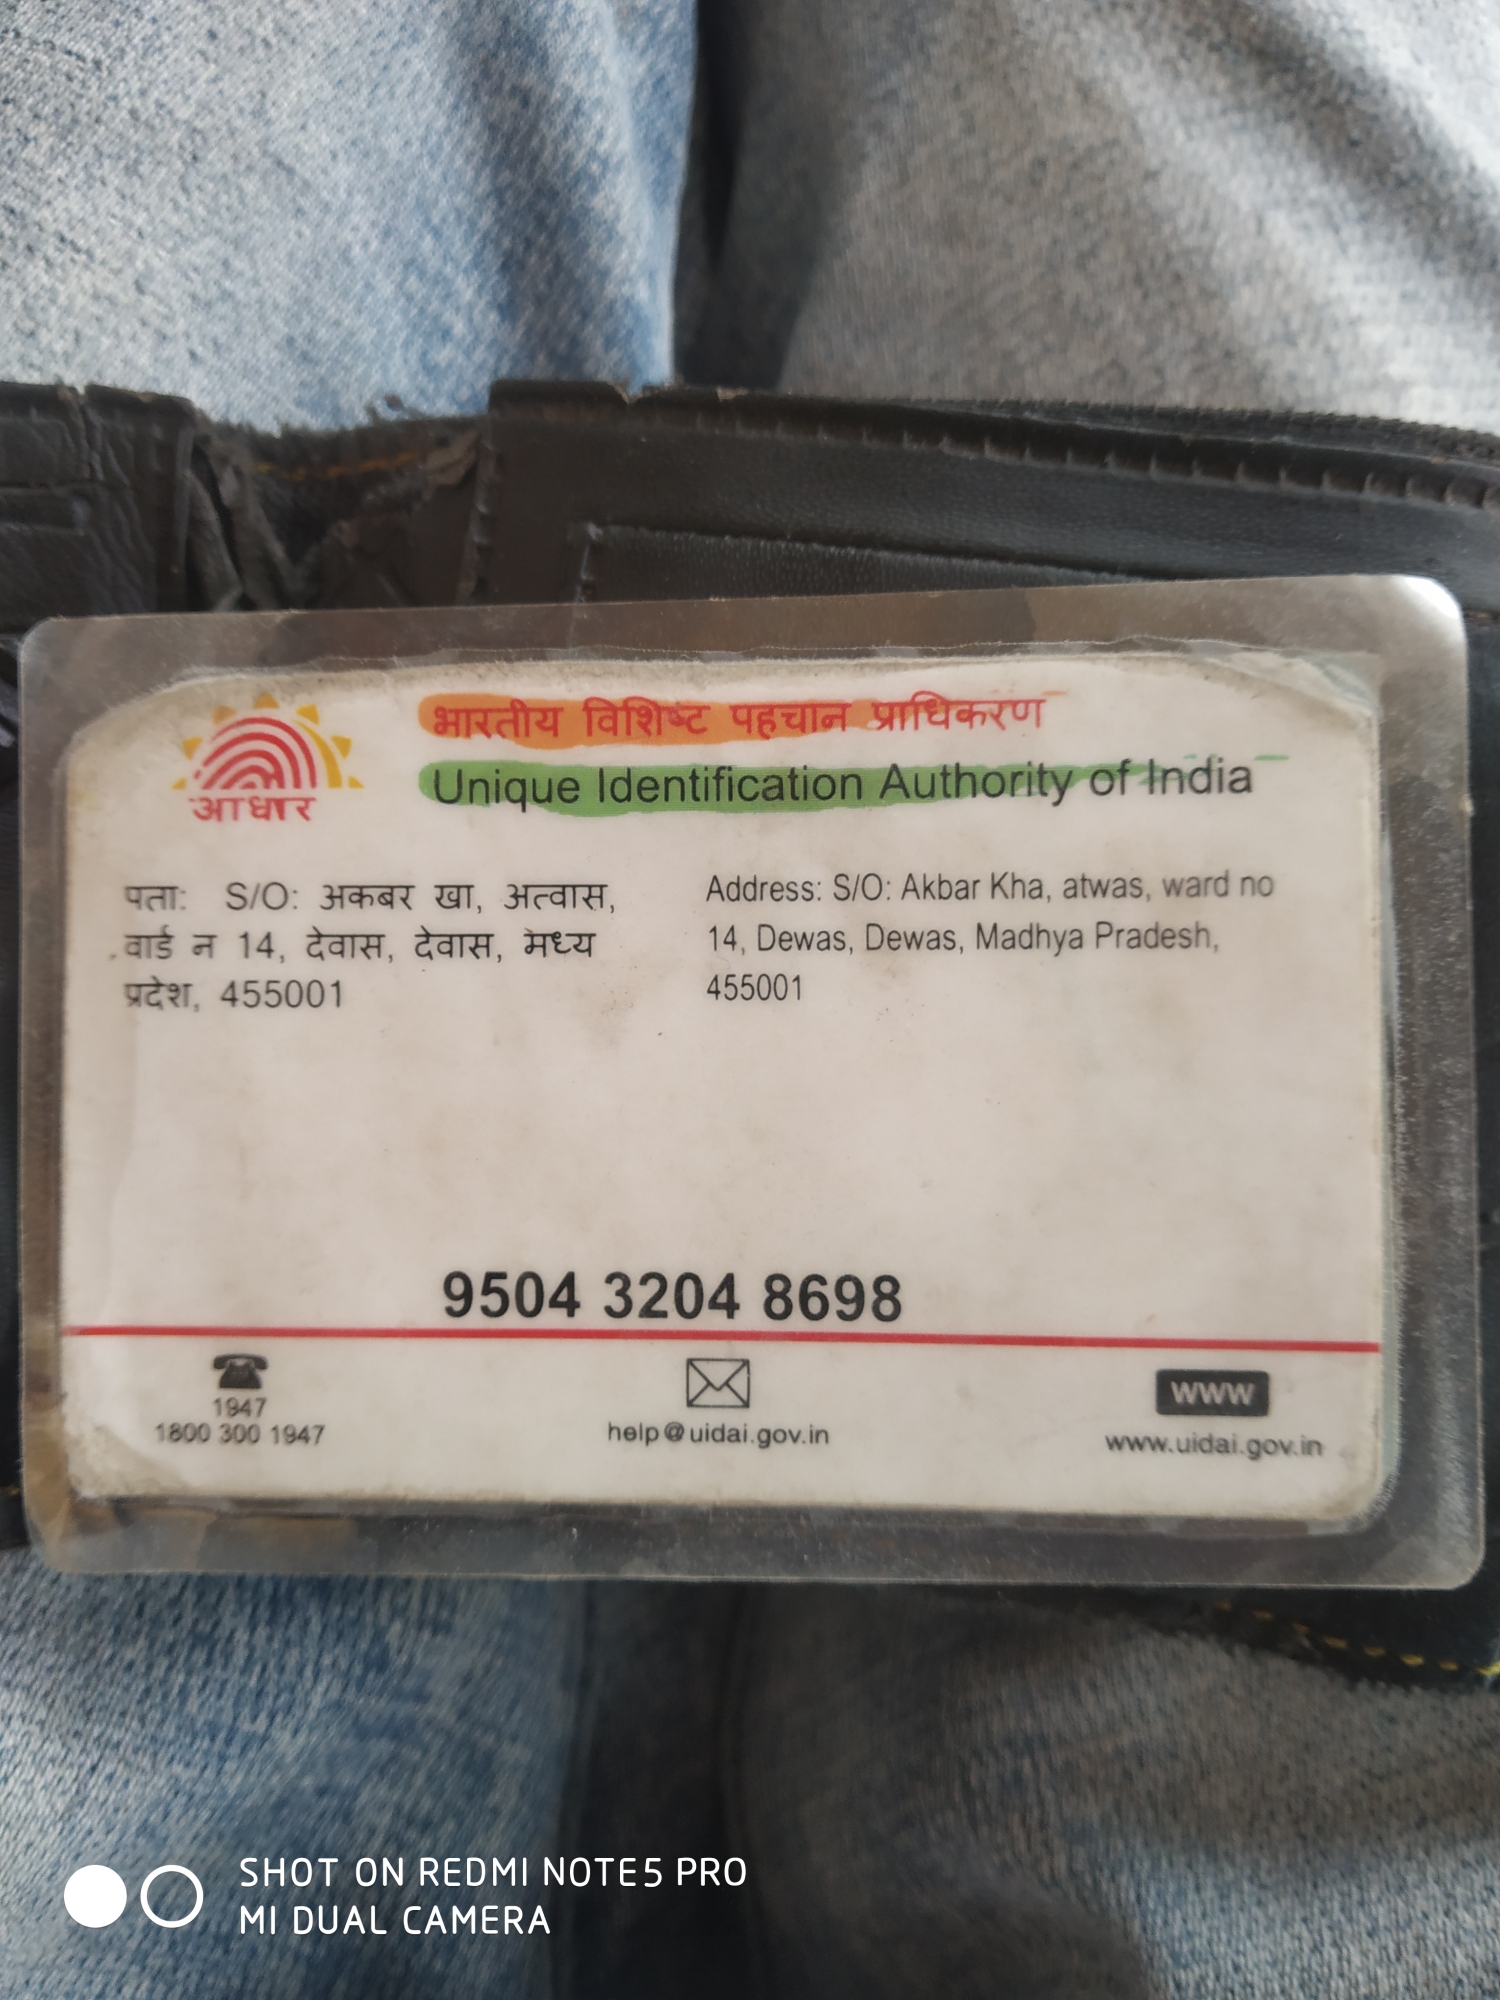 आधार
भारतीय विशिष्ट पहचान प्राधिकरण
Unique Identification Authority of India
पता: S/O: अकबर खा, अत्वास,
वार्ड न 14, देवास, देवास, मध्य
प्रदेश, 455001
Address: S/O: Akbar Kha, atwas, ward no
14, Dewas, Dewas, Madhya Pradesh,
455001
9504 3204 8698
1947
1800 300 1947
help@uidai.gov.in
www
www.uidai.gov.in
SHOT ON REDMI NOTE5 PRO
MI DUAL CAMERA